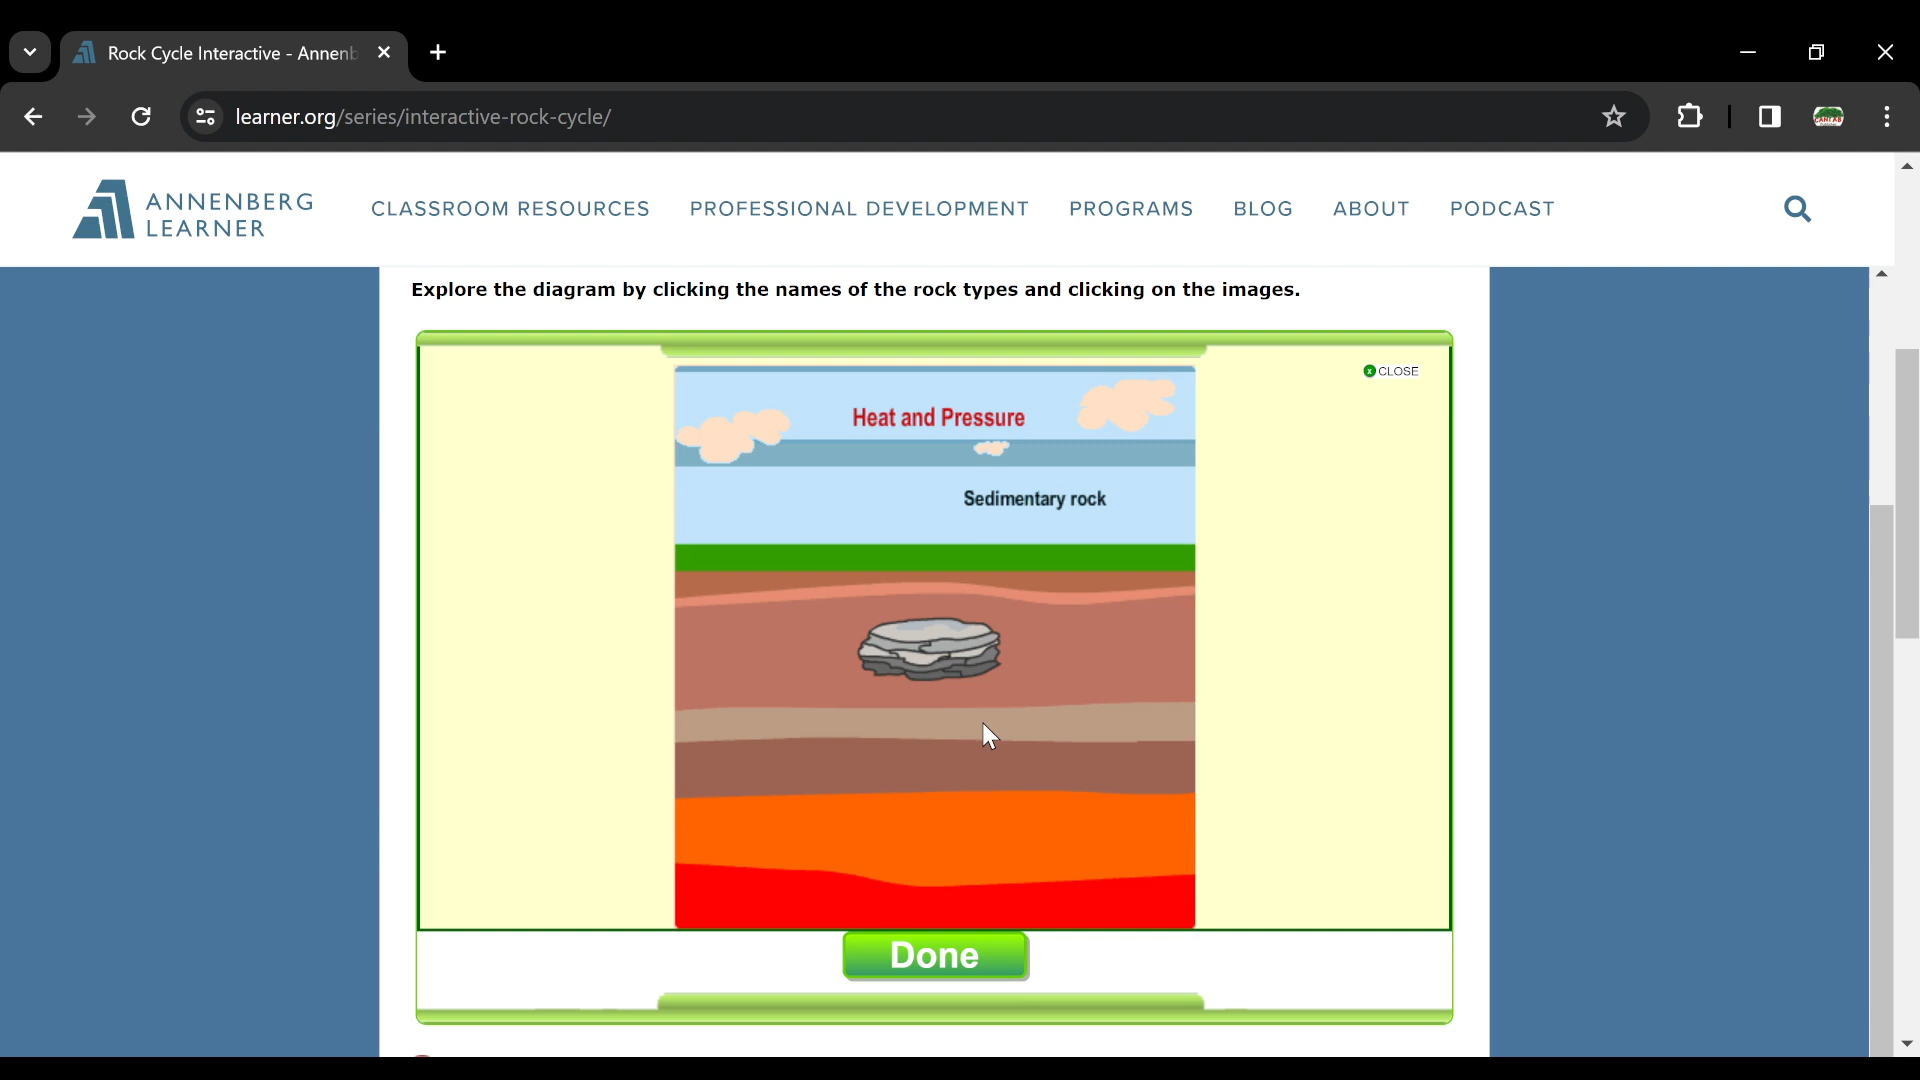 Rock Cycle Interactive - Annenb
learner.org/series/interactive-rock-cycle/
ANNENBERG
LEARNER
CLASSROOM RESOURCES PROFESSIONAL DEVELOPMENT PROGRAMS BLOG ABOUT PODCAST
Explore the diagram by clicking the names of the rock types and clicking on the images.
x CLOSE
Heat and Pressure
Sedimentary rock
Done